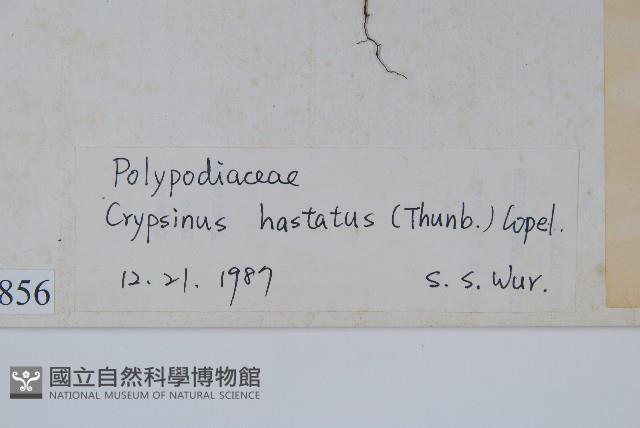 Polypodiaceae
Crypsinus hastatus (Thunb.) Copel.
12.21.1987 S. S. Wur.
856
國立自然科學博物館
NATIONAL MUSEUM OF NATURAL SCIENCE